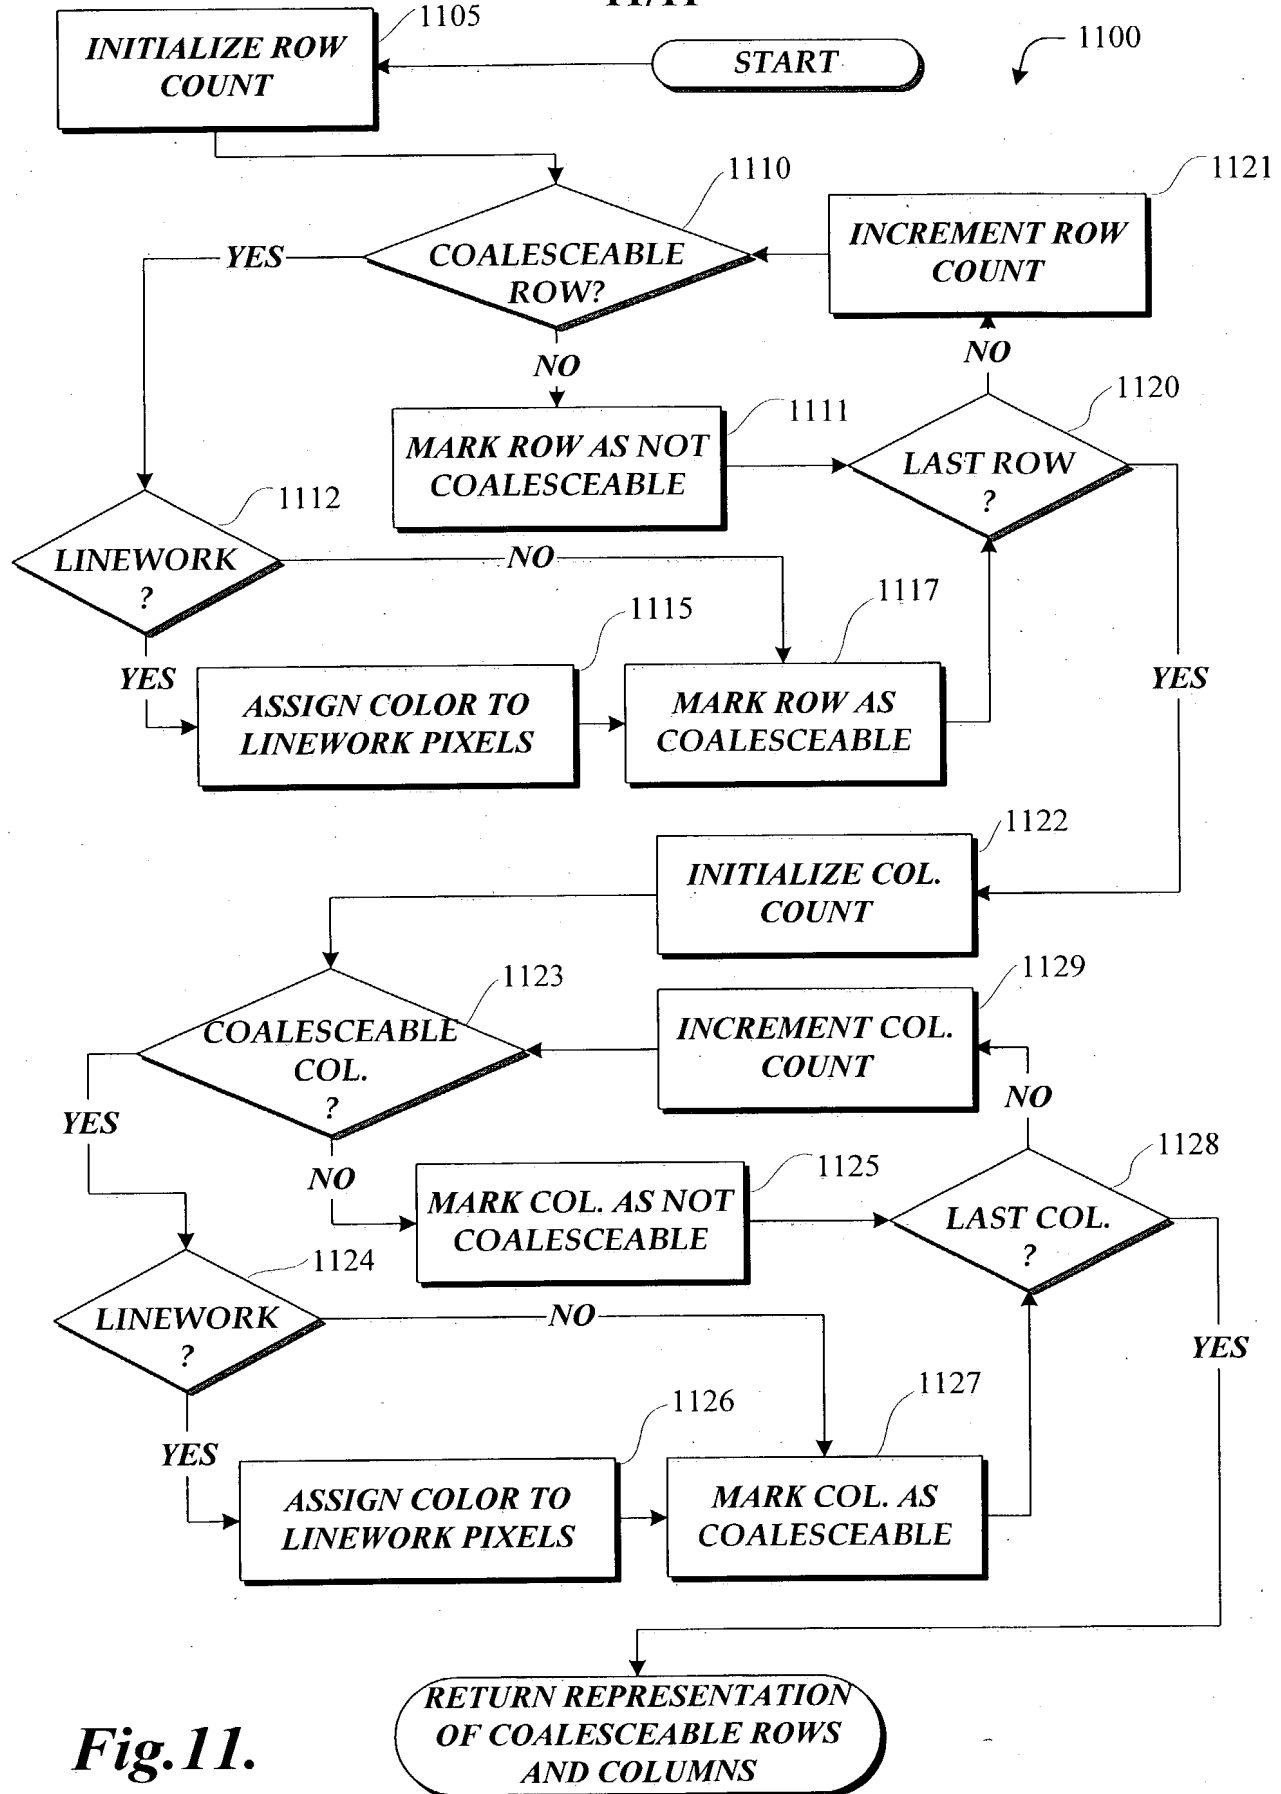 11/11
1105
INITIALIZE ROW
COUNT
START
1100
1110
1121
COALESCEABLE
ROW?
YES
INCREMENT ROW
COUNT
NO
NO
1111
1120
MARK ROW AS NOT
COALESCEABLE
LAST ROW
?
1112
LINEWORK
?
NO
YES
1115
1117
YES
ASSIGN COLOR TO
LINEWORK PIXELS
MARK ROW AS
COALESCEABLE
1122
INITIALIZE COL.
COUNT
1123
1129
COALESCEABLE
COL.
?
INCREMENT COL.
COUNT
YES
NO
NO
1125
1128
MARK COL. AS NOT
COALESCEABLE
LAST COL.
?
1124
LINEWORK
?
NO
YES
YES
1126
1127
ASSIGN COLOR TO
LINEWORK PIXELS
MARK COL. AS
COALESCEABLE
RETURN REPRESENTATION
OF COALESCEABLE ROWS
AND COLUMNS
Fig.11.